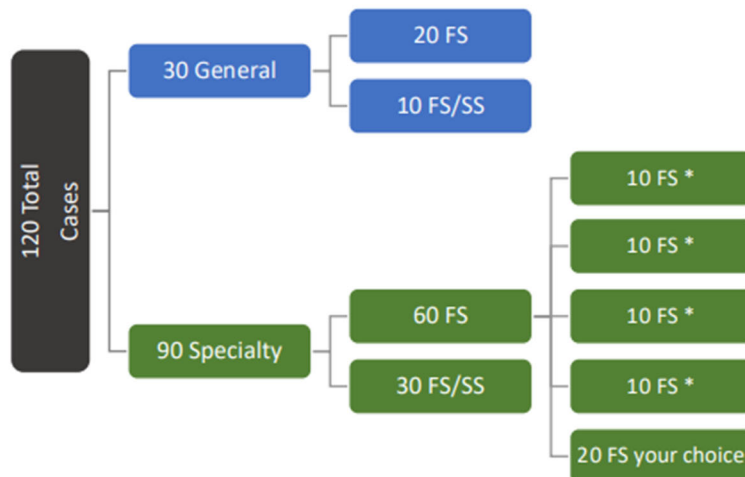 120 Total
Cases
30 General
20 FS
10 FS/SS
90 Specialty
60 FS
30 FS/SS
10 FS *
10 FS *
10 FS *
10 FS *
20 FS your choice